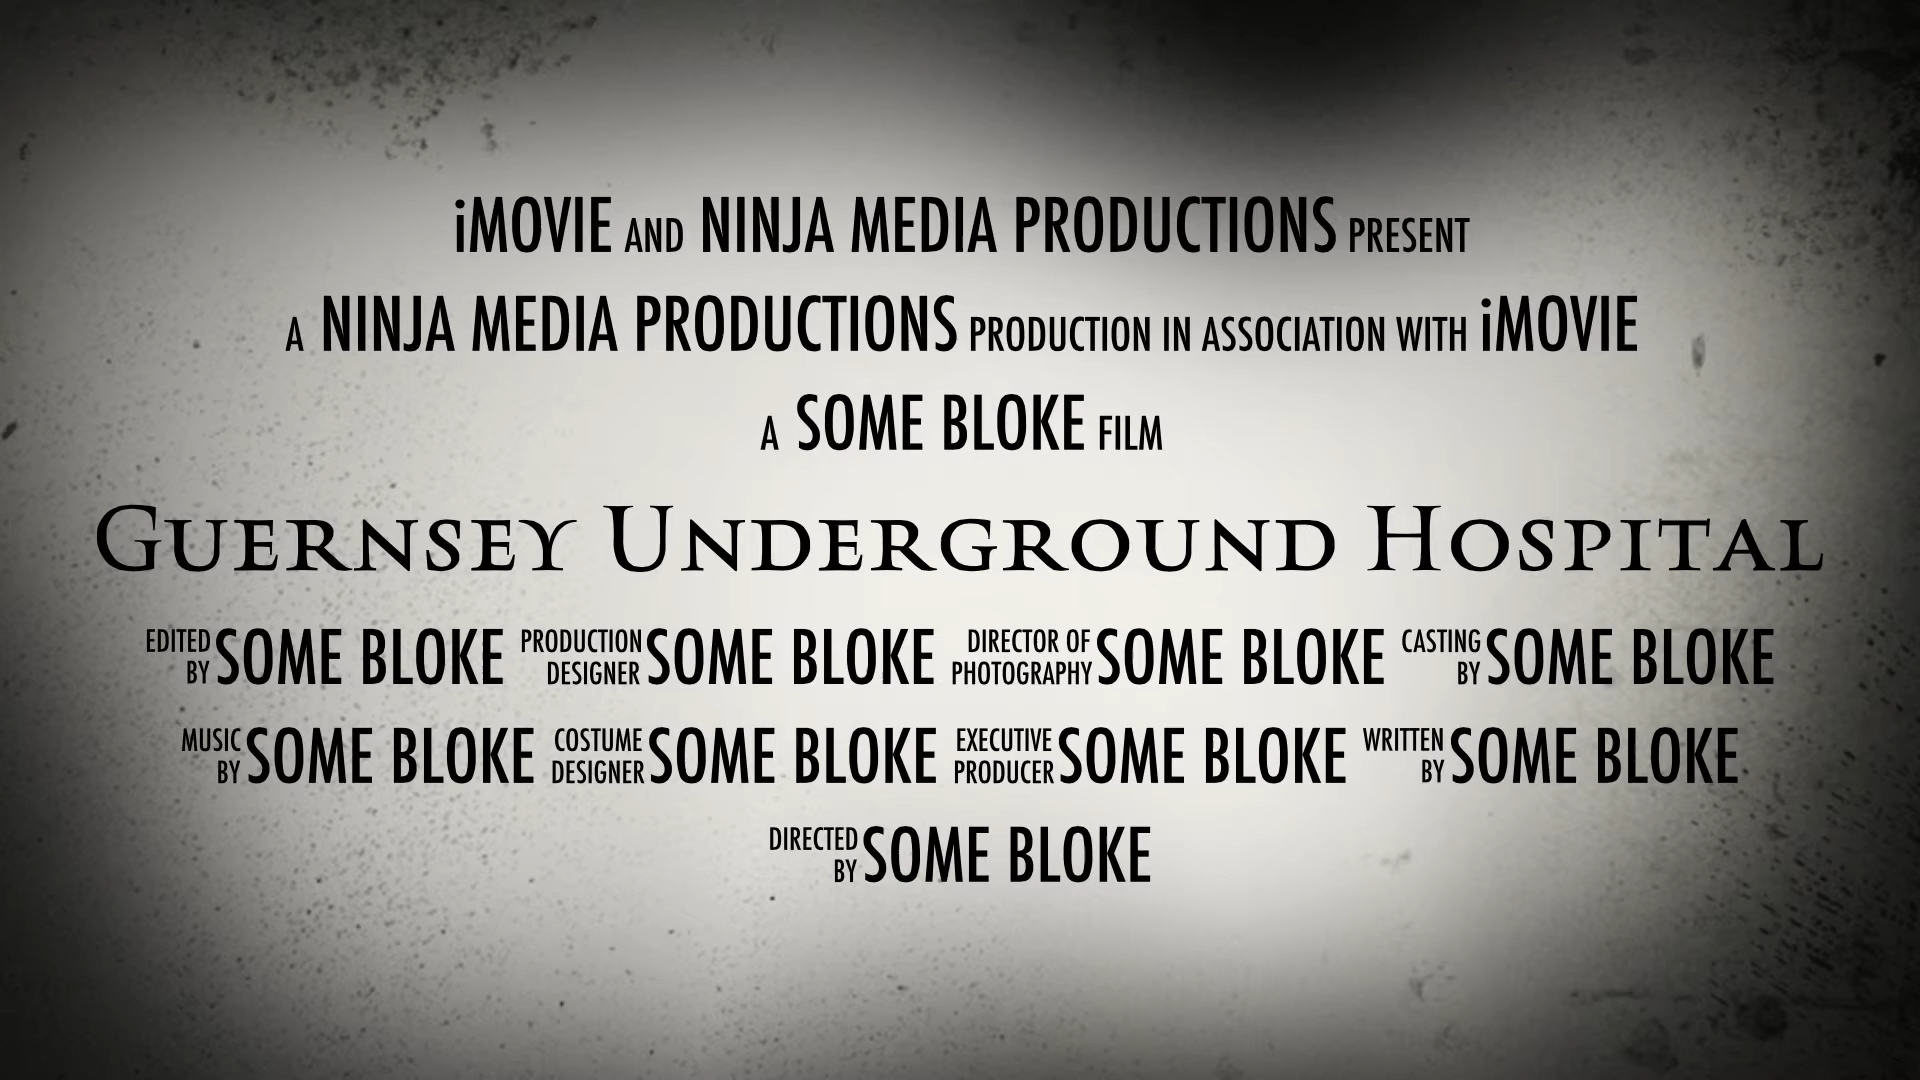 iMOVIE AND NINJA MEDIA PRODUCTIONS PRESENT
A NINJA MEDIA PRODUCTIONS PRODUCTION IN ASSOCIATION WITH iMOVIE
A SOME BLOKE FILM
GUERNSEY UNDERGROUND HOSPITAL
EDITED BY SOME BLOKE PRODUCTION DESIGNER SOME BLOKE DIRECTOR OF PHOTOGRAPHY SOME BLOKE CASTING BY SOME BLOKE
MUSIC BY SOME BLOKE COSTUME DESIGNER SOME BLOKE EXECUTIVE PRODUCER SOME BLOKE WRITTEN BY SOME BLOKE
DIRECTED BY SOME BLOKE